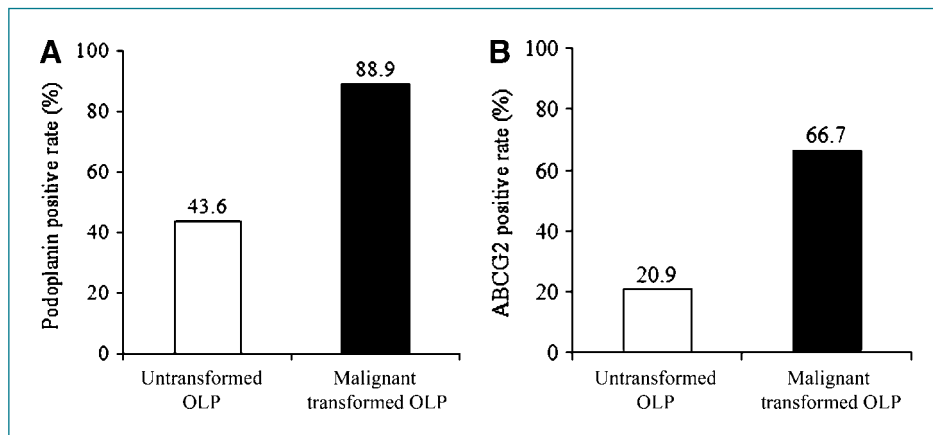 A
Podoplanin positive rate (%)
100
80
60
40
20
0
43.6
88.9
Untransformed
OLP
Malignant
transformed OLP
B
ABCG2 positive rate (%)
100
80
60
40
20
0
20.9
66.7
Untransformed
OLP
Malignant
transformed OLP